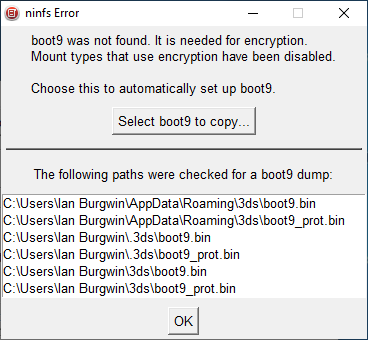 ninfs Error
boot9 was not found. It is needed for encryption.
Mount types that use encryption have been disabled.
Choose this to automatically set up boot9.
Select boot9 to copy...
The following paths were checked for a boot9 dump:
C:\Users\Ian Burgwin\AppData\Roaming\3ds\boot9.bin
C:\Users\Ian Burgwin\AppData\Roaming\3ds\boot9_prot.bin
C:\Users\Ian Burgwin\.3ds\boot9.bin
C:\Users\Ian Burgwin\.3ds\boot9_prot.bin
C:\Users\Ian Burgwin\3ds\boot9.bin
C:\Users\Ian Burgwin\3ds\boot9_prot.bin
OK